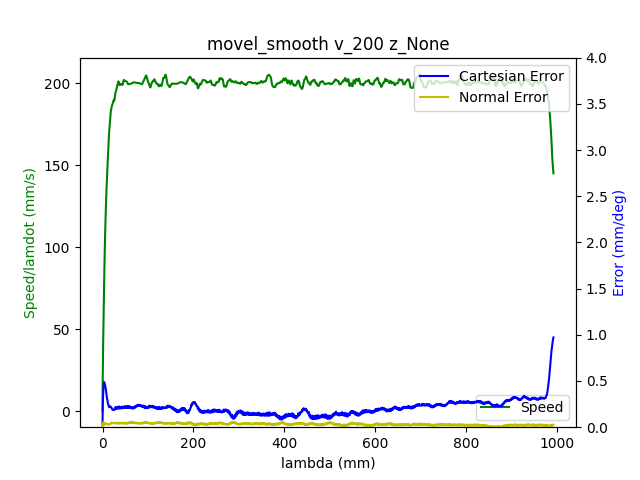 movel_smooth v_200 z_None
Cartesian Error
Normal Error
Speed
Speed/lamdot (mm/s)
200
150
100
50
0
4.0
3.5
3.0
2.5
2.0
1.5
1.0
0.5
0.0
Error (mm/deg)
0
200
400
600
800
1000
lambda (mm)